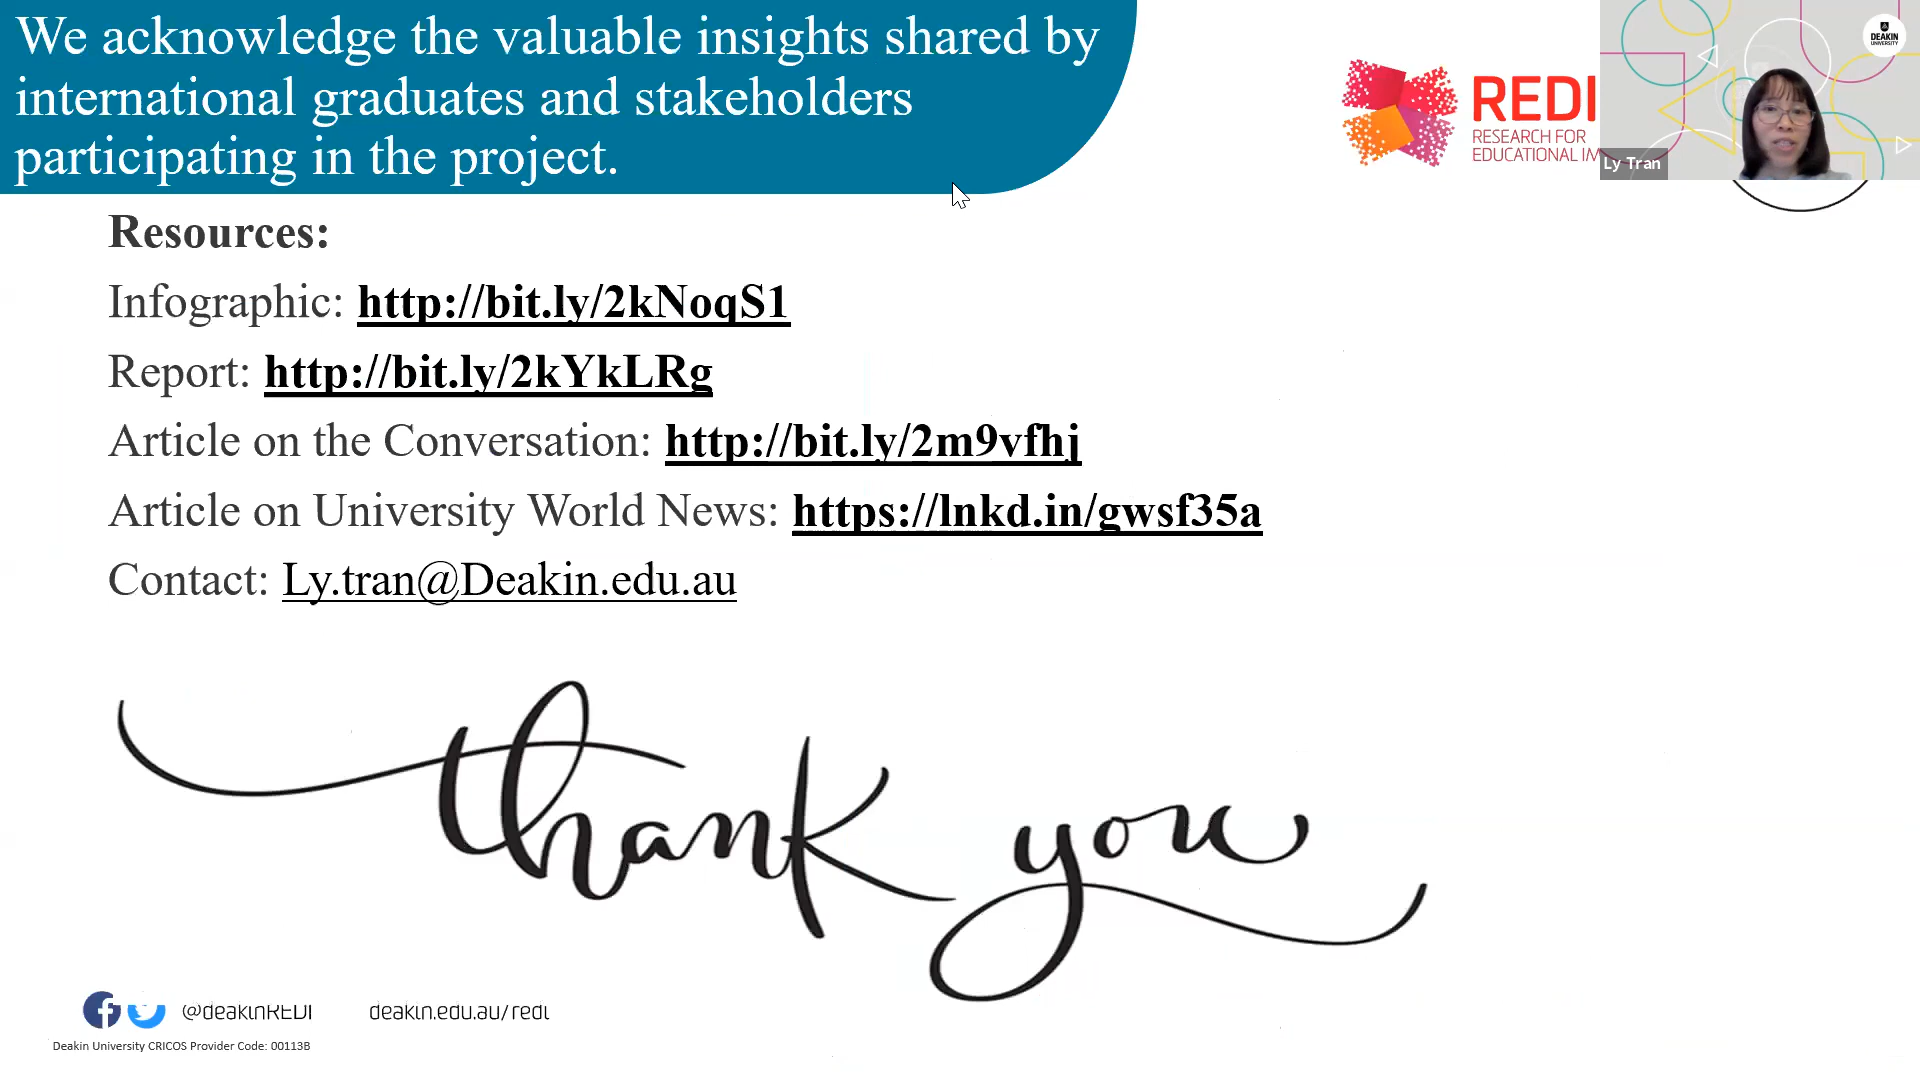 We acknowledge the valuable insights shared by
international graduates and stakeholders
participating in the project.
REDI
RESEARCH FOR
EDUCATIONAL IM
DEAKIN
UNIVERSITY
Ly Tran
Resources:
Infographic: http://bit.ly/2kNoqS1
Report: http://bit.ly/2kYkLRg
Article on the Conversation: http://bit.ly/2m9vfhj
Article on University World News: https://lnkd.in/gwsf35a
Contact: Ly.tran@Deakin.edu.au
thank you
@deakinREDI deakin.edu.au/redi
Deakin University CRICOS Provider Code: 00113B